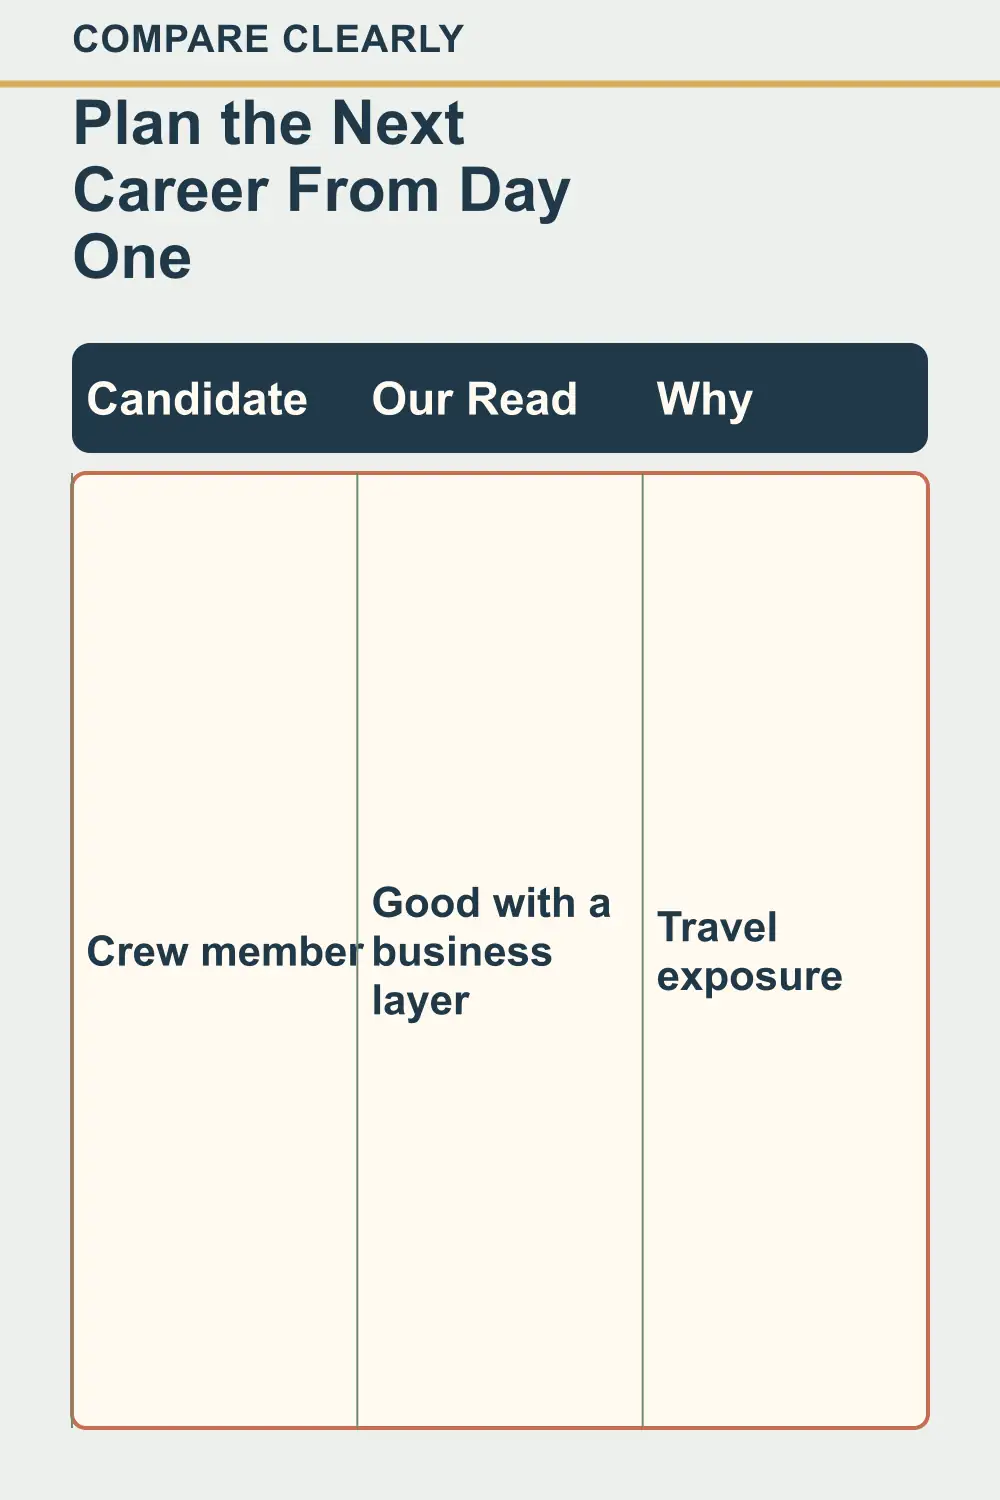 COMPARE CLEARLY
Plan the Next
Career From Day
One
Candidate Our Read Why
Crew member
Good with a
business
layer
Travel
exposure